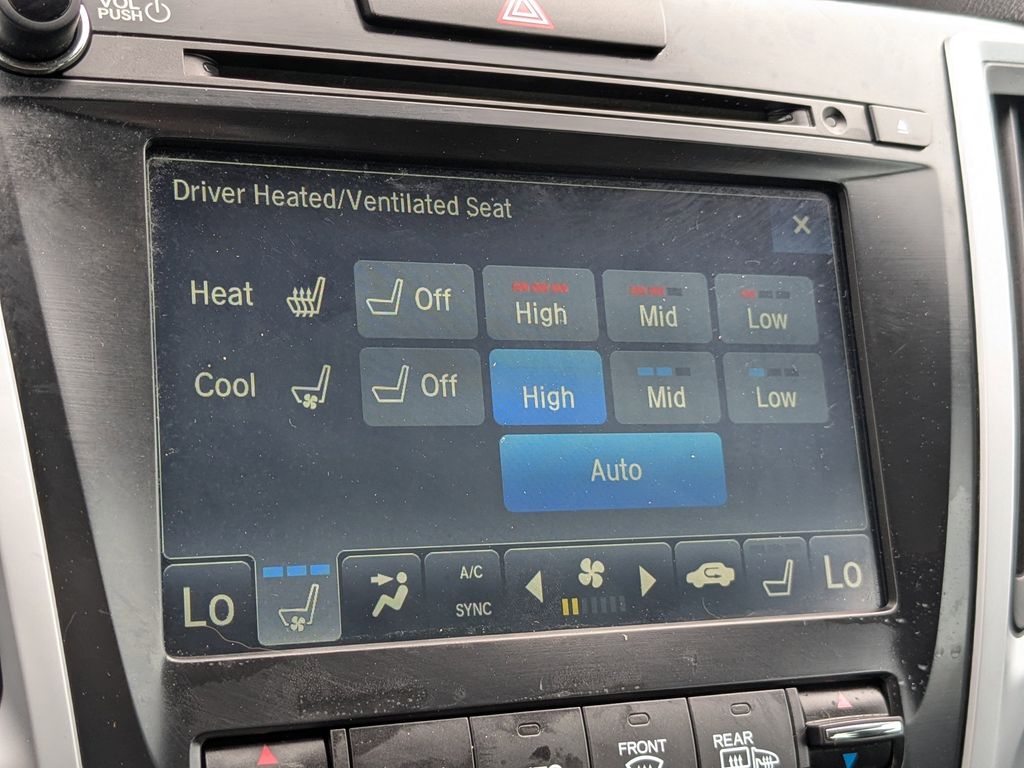 VOL
PUSH
Driver Heated/Ventilated Seat
Heat
Off
High
Mid
Low
Cool
Off
High
Mid
Low
Auto
Lo
A/C
SYNC
Lo
FRONT
REAR